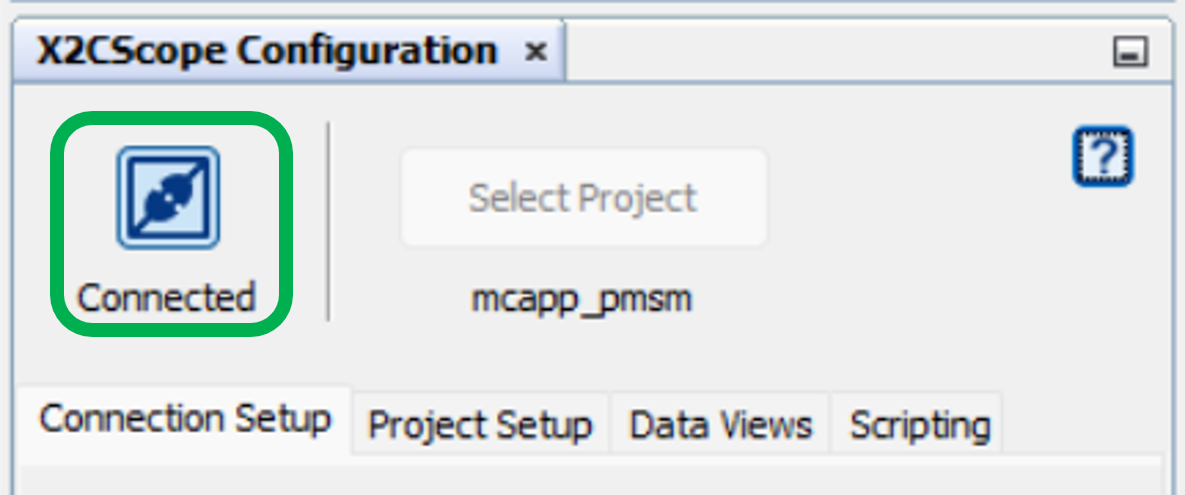 X2CScope Configuration ×
Select Project
?
Connected
mcapp_pmsm
Connection Setup
Project Setup
Data Views
Scripting